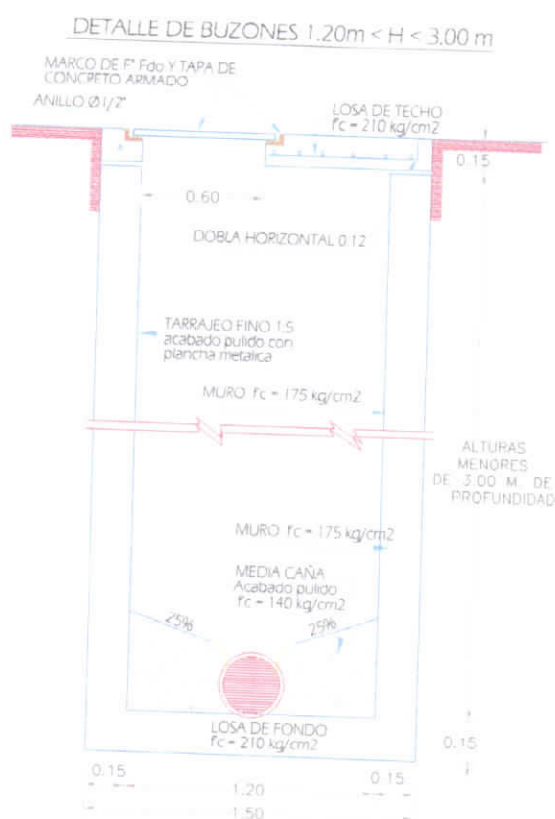 DETALLE DE BUZONES 1.20m < H < 3.00 m
MARCO DE F° Fdo Y TAPA DE
CONCRETO ARMADO
ANILLO Ø1/2"
LOSA DE TECHO
f'c = 210 kg/cm2
0.15
0.60
DOBLA HORIZONTAL 0.12
TARRAJEO FINO 1:5
acabado pulido con
plancha metalica
MURO f'c = 175 kg/cm2
ALTURAS
MENORES
DE 3.00 M. DE
PROFUNDIDAD
MURO f'c = 175 kg/cm2
MEDIA CAÑA
Acabado pulido
f'c = 140 kg/cm2
25%
25%
LOSA DE FONDO
f'c = 210 kg/cm2
0.15
0.15
1.20
0.15
1.50